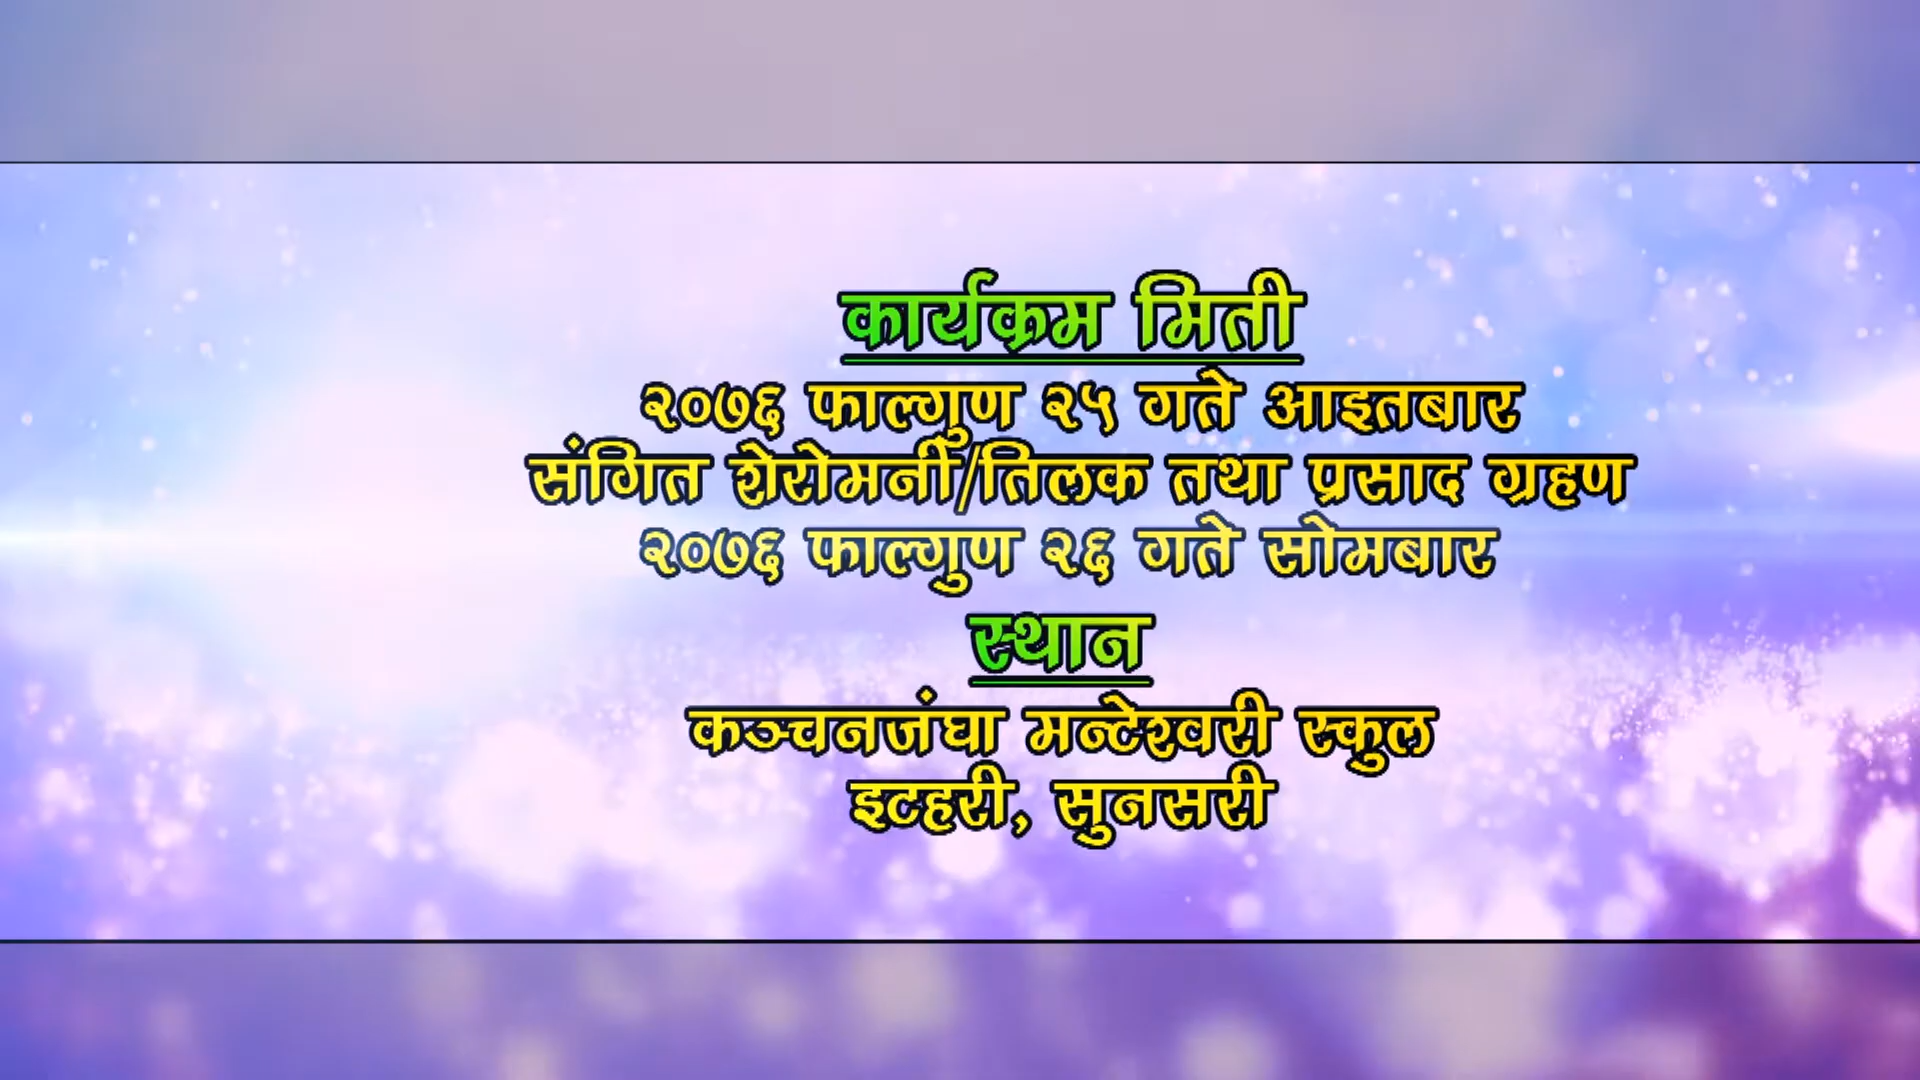 कार्यक्रम मिती
२०७६ फाल्गुण २५ गते आइतबार
संगित शेरोमनी/तिलक तथा प्रसाद ग्रहण
२०७६ फाल्गुण २६ गते सोमबार
स्थान
कञ्चनजंघा मन्टेश्वरी स्कुल
इटहरी, सुनसरी